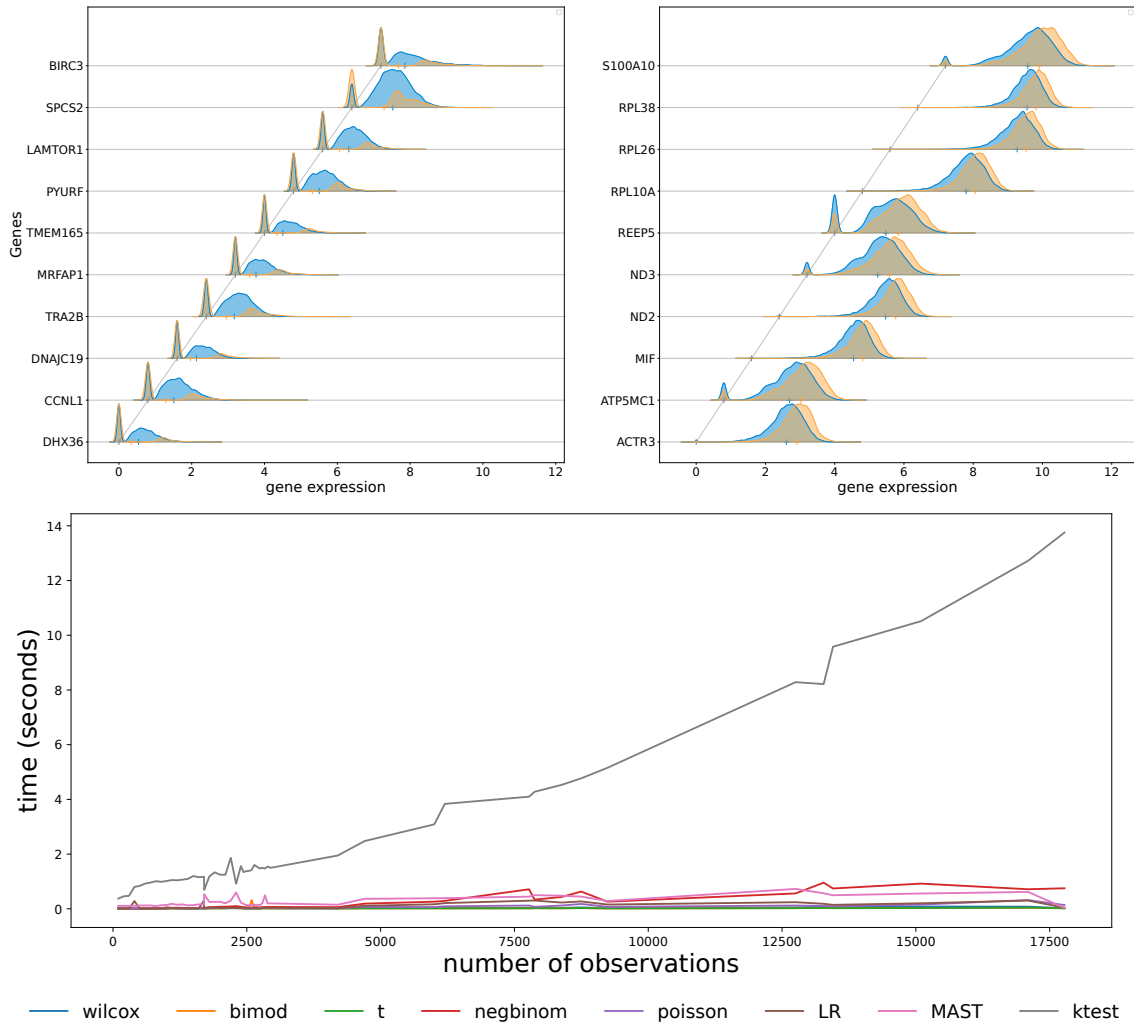 Genes
BIRC3
SPCS2
LAMTOR1
PYURF
TMEM165
MRFAP1
TRA2B
DNAJC19
CCNL1
DHX36
0 2 4 6 8 10 12
gene expression
S100A10
RPL38
RPL26
RPL10A
REEP5
ND3
ND2
MIF
ATP5MC1
ACTR3
0 2 4 6 8 10 12
gene expression
time (seconds)
14
12
10
8
6
4
2
0
0 2500 5000 7500 10000 12500 15000 17500
number of observations
wilcox bimod t negbinom poisson LR MAST ktest